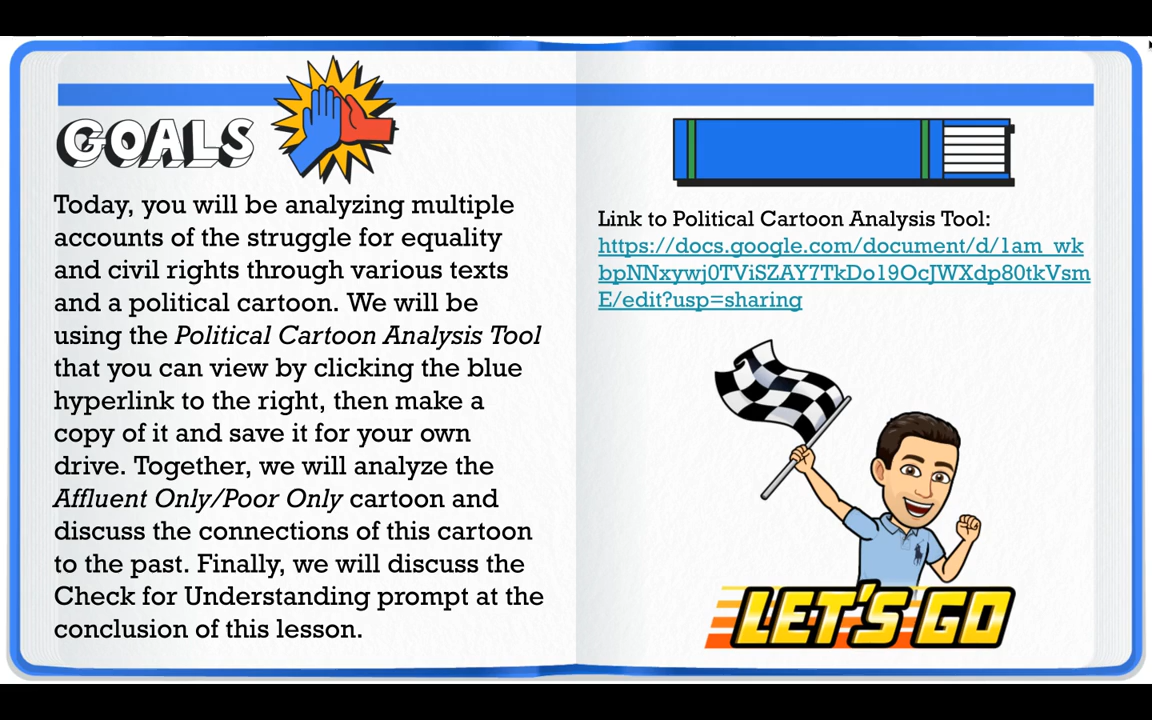 GOALS
Today, you will be analyzing multiple
accounts of the struggle for equality
and civil rights through various texts
and a political cartoon. We will be
using the Political Cartoon Analysis Tool
that you can view by clicking the blue
hyperlink to the right, then make a
copy of it and save it for your own
drive. Together, we will analyze the
Affluent Only/Poor Only cartoon and
discuss the connections of this cartoon
to the past. Finally, we will discuss the
Check for Understanding prompt at the
conclusion of this lesson.
Link to Political Cartoon Analysis Tool:
https://docs.google.com/document/d/1am_wk
bpNNxywj0TViSZAY7TkDo19OcJWXdp80tkVsm
E/edit?usp=sharing
LET'S GO